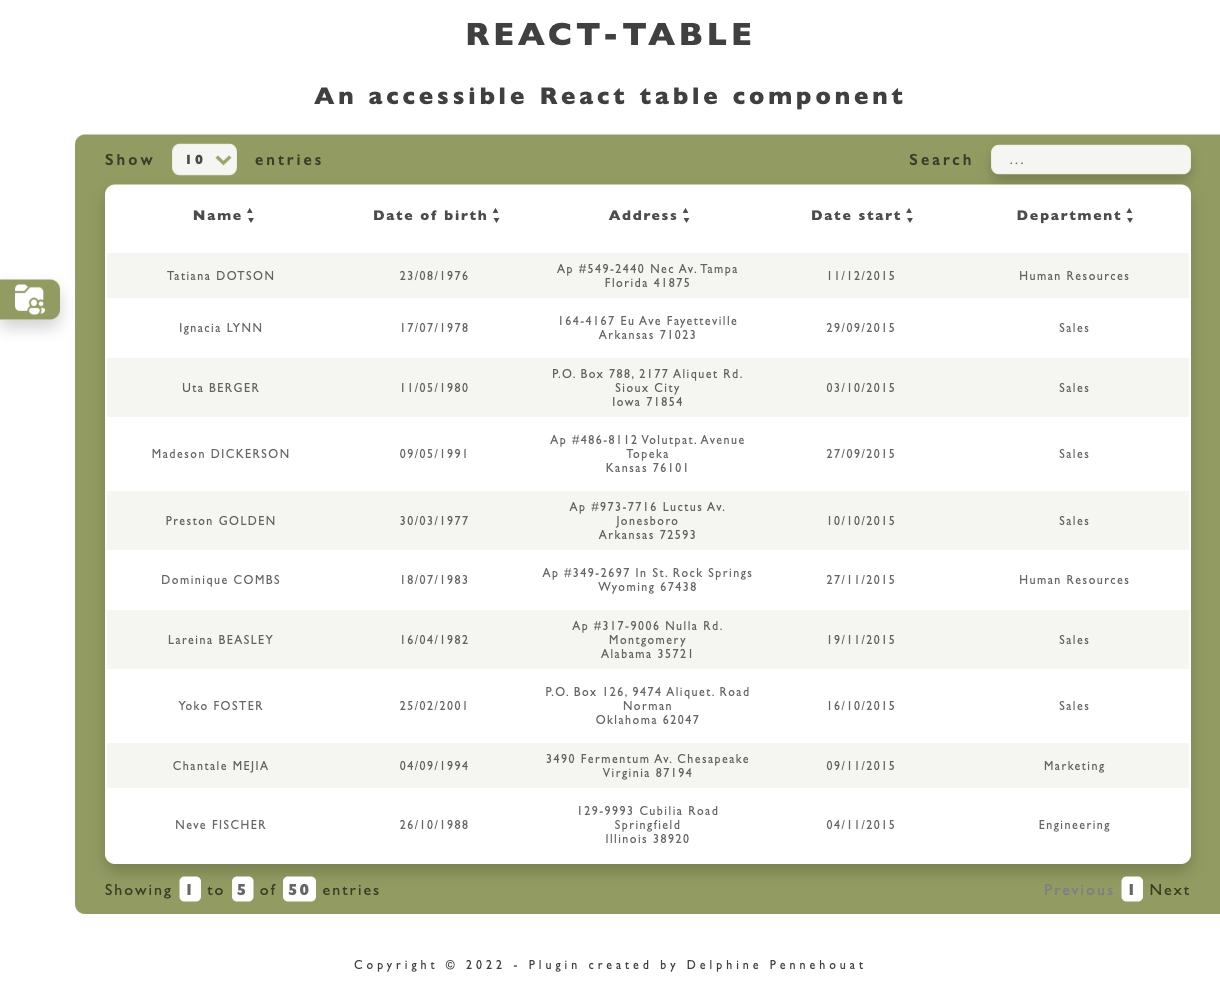 REACT-TABLE
An accessible React table component
Show 10 entries Search ...
Name Date of birth Address Date start Department
Tatiana DOTSON 23/08/1976 Ap #549-2440 Nec Av. Tampa 11/12/2015 Human Resources
Florida 41875
Ignacia LYNN 17/07/1978 164-4167 Eu Ave Fayetteville 29/09/2015 Sales
Arkansas 71023
P.O. Box 788, 2177 Aliquet Rd.
Uta BERGER 11/05/1980 Sioux City 03/10/2015 Sales
Iowa 71854
Ap #486-8112 Volutpat. Avenue
Madeson DICKERSON 09/05/1991 Topeka 27/09/2015 Sales
Kansas 76101
Ap #973-7716 Luctus Av.
Preston GOLDEN 30/03/1977 Jonesboro 10/10/2015 Sales
Arkansas 72593
Dominique COMBS 18/07/1983 Ap #349-2697 In St. Rock Springs 27/11/2015 Human Resources
Wyoming 67438
Ap #317-9006 Nulla Rd.
Lareina BEASLEY 16/04/1982 Montgomery 19/11/2015 Sales
Alabama 35721
P.O. Box 126, 9474 Aliquet. Road
Yoko FOSTER 25/02/2001 Norman 16/10/2015 Sales
Oklahoma 62047
Chantale MEJIA 04/09/1994 3490 Fermentum Av. Chesapeake 09/11/2015 Marketing
Virginia 87194
129-9993 Cubilia Road
Neve FISCHER 26/10/1988 Springfield 04/11/2015 Engineering
Illinois 38920
Showing 1 to 5 of 50 entries Previous 1 Next
Copyright © 2022 - Plugin created by Delphine Pennehouat